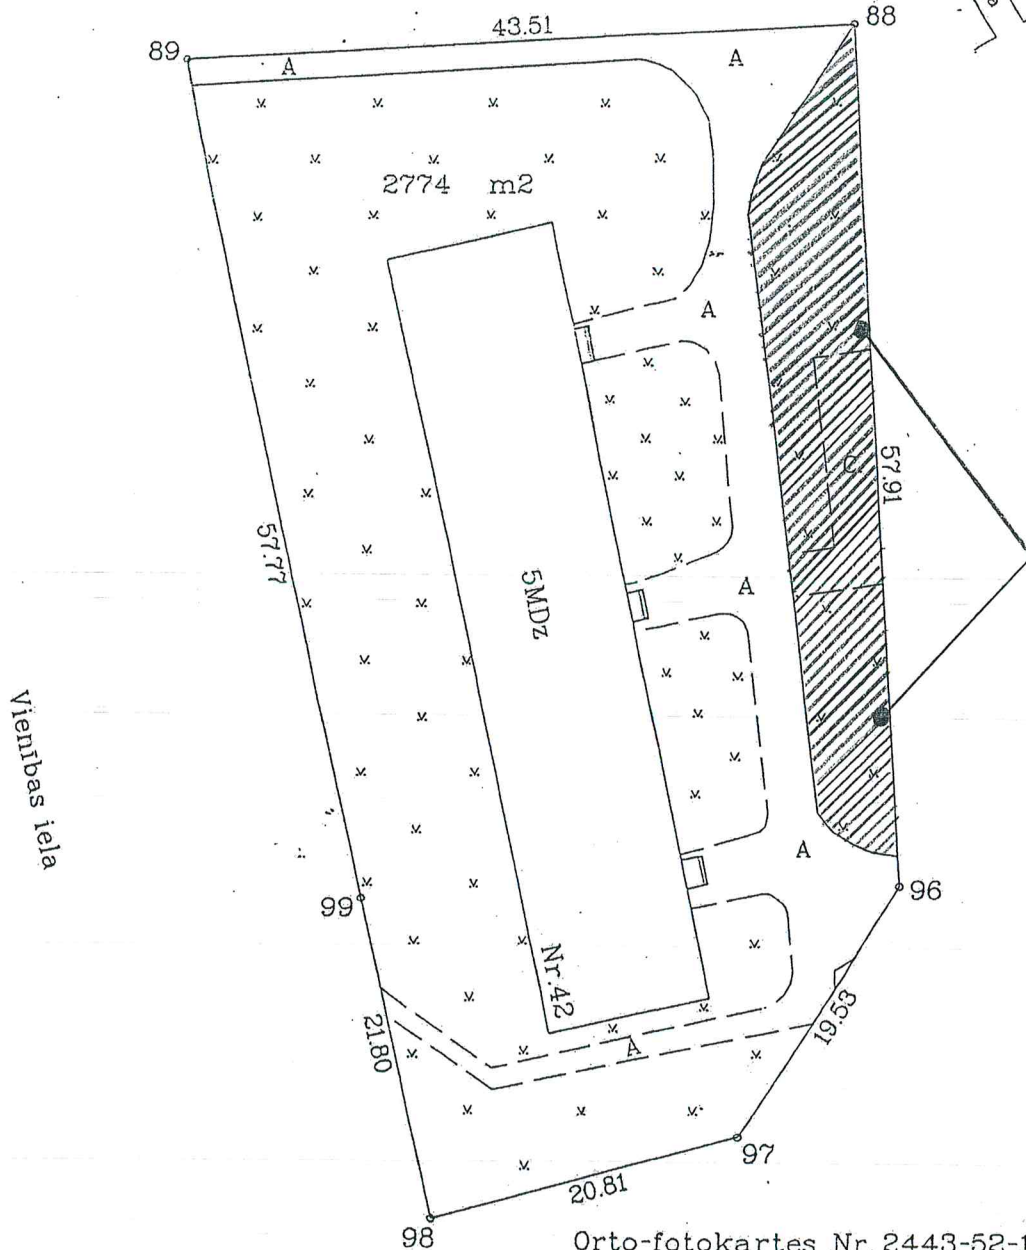 88
43.51
89
A
A
2774 m2
A
C
57.91
57.77
5MDz
A
Vienības iela
A
96
99
Nr.42
19.53
21.80
A
97
20.81
98
Orto-fotokartes Nr 2443-52-1